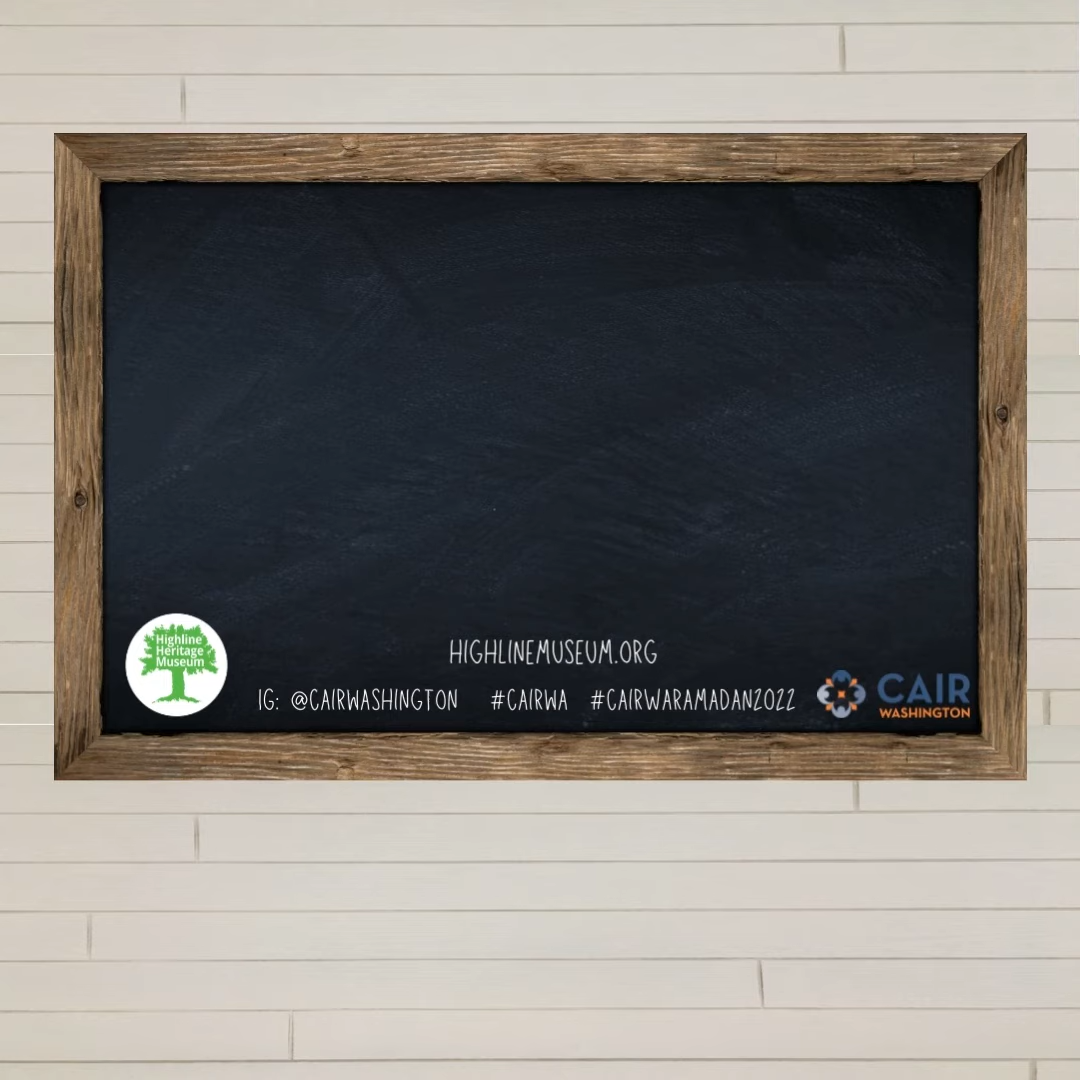 Highline
Heritage
Museum
HIGHLINEMUSEUM.ORG
IG: @CAIRWASHINGTON #CAIRWA #CAIRWARAMADAN2022
CAIR
WASHINGTON